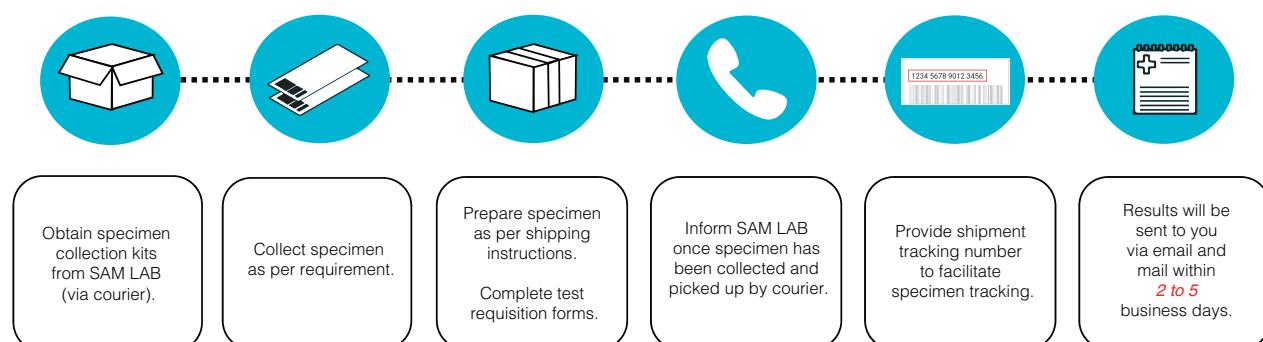 1234 5678 9012 3456
Obtain specimen
collection kits
from SAM LAB
(via courier).
Collect specimen
as per requirement.
Prepare specimen
as per shipping
instructions.
Complete test
requisition forms.
Inform SAM LAB
once specimen has
been collected and
picked up by courier.
Provide shipment
tracking number
to facilitate
specimen tracking.
Results will be
sent to you
via email and
mail within
2 to 5
business days.